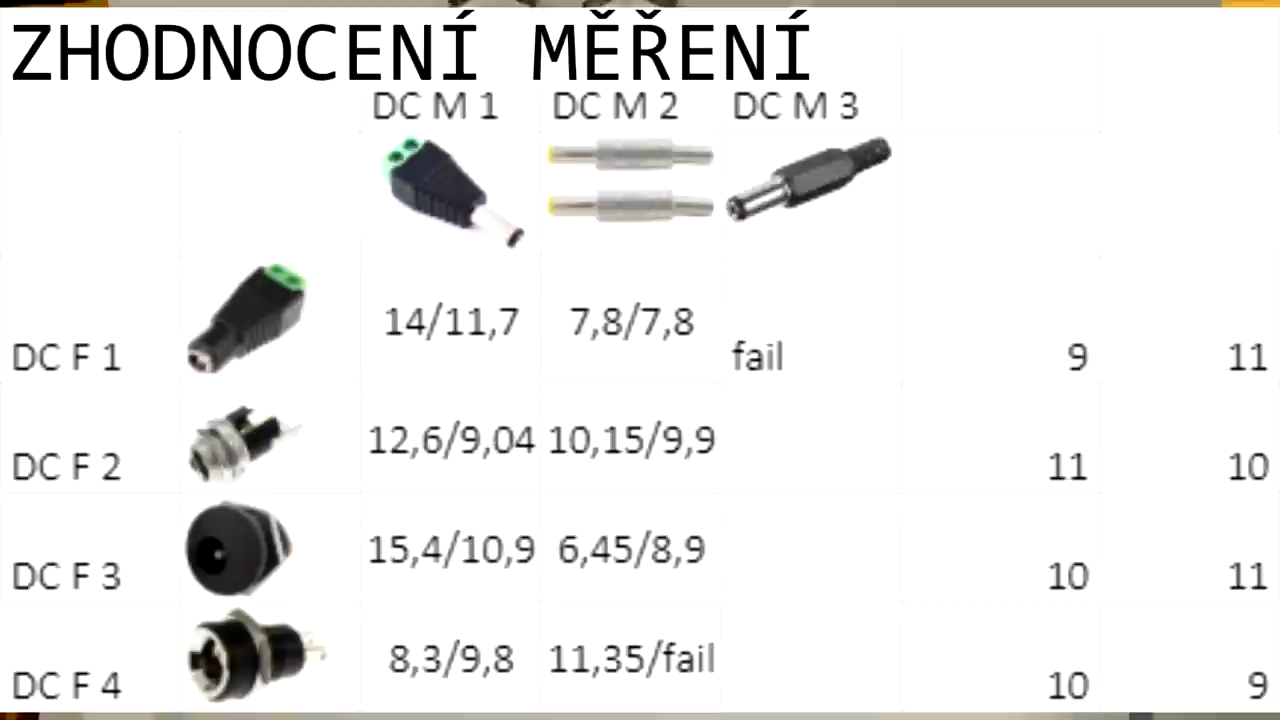 ZHODNOCENÍ MĚŘENÍ
DC M 1 DC M 2 DC M 3
DC F 1 14/11,7 7,8/7,8 fail 9 11
DC F 2 12,6/9,04 10,15/9,9 11 10
DC F 3 15,4/10,9 6,45/8,9 10 11
DC F 4 8,3/9,8 11,35/fail 10 9